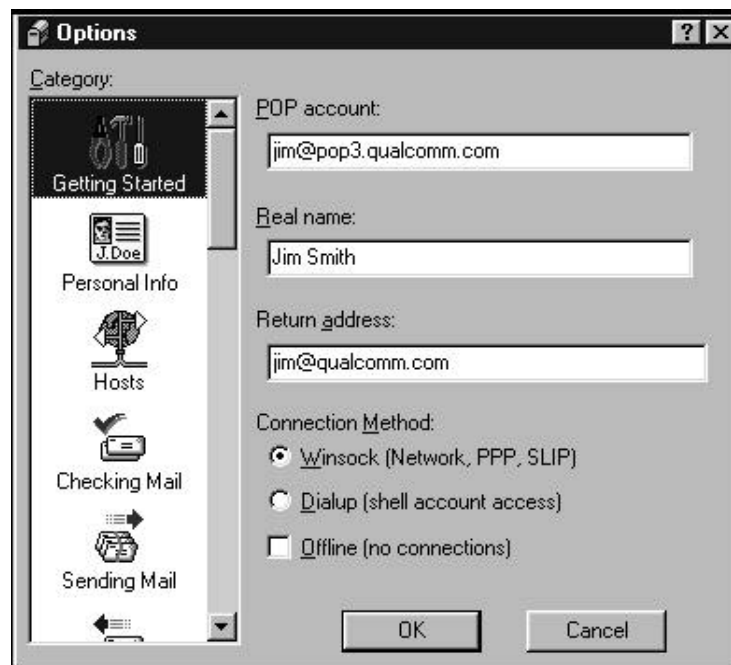 Options
Category:
Getting Started
J.Doe
Personal Info
Hosts
Checking Mail
Sending Mail
POP account:
jim@pop3.qualcomm.com
Real name:
Jim Smith
Return address:
jim@qualcomm.com
Connection Method:
Winsock (Network, PPP, SLIP)
Dialup (shell account access)
Offline (no connections)
OK
Cancel